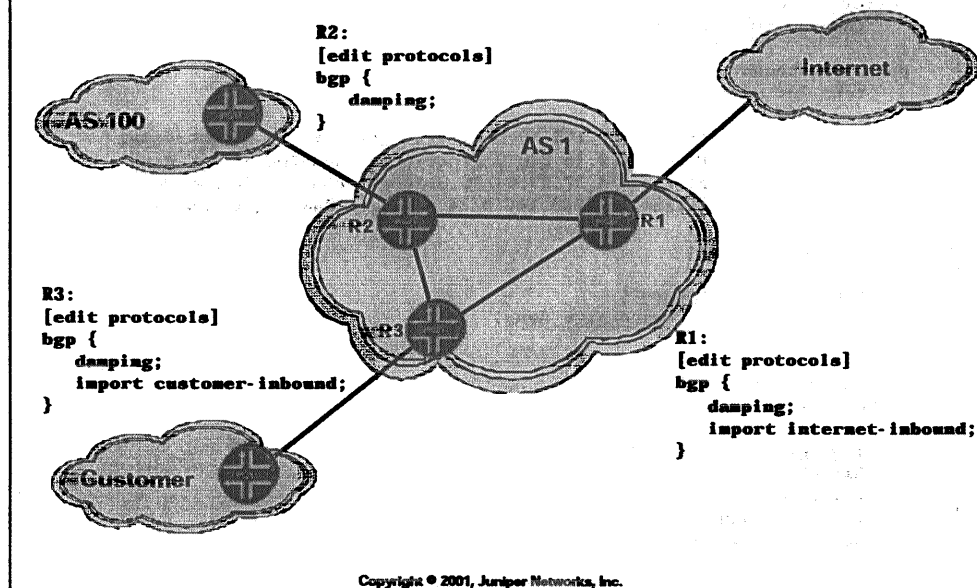 R2:
[edit protocols]
bgp {
damping;
}
Internet
AS 100
AS 1
R2
R1
R3:
[edit protocols]
bgp {
damping;
import customer-inbound;
}
R3
R1:
[edit protocols]
bgp {
damping;
import internet-inbound;
}
Customer
Copyright © 2001, Juniper Networks, Inc.